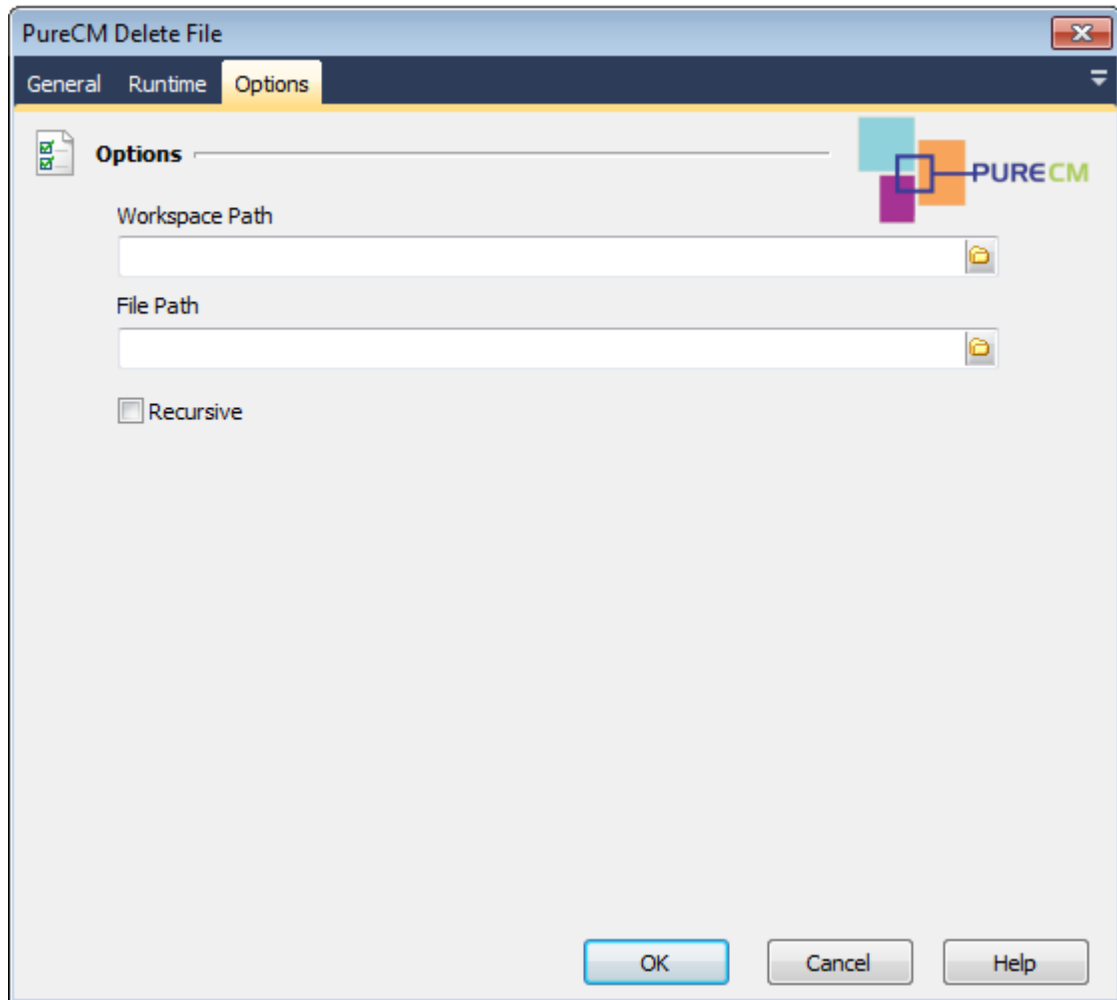 PureCM Delete File
General Runtime Options
Options
PURECM
Workspace Path
File Path
Recursive
OK Cancel Help